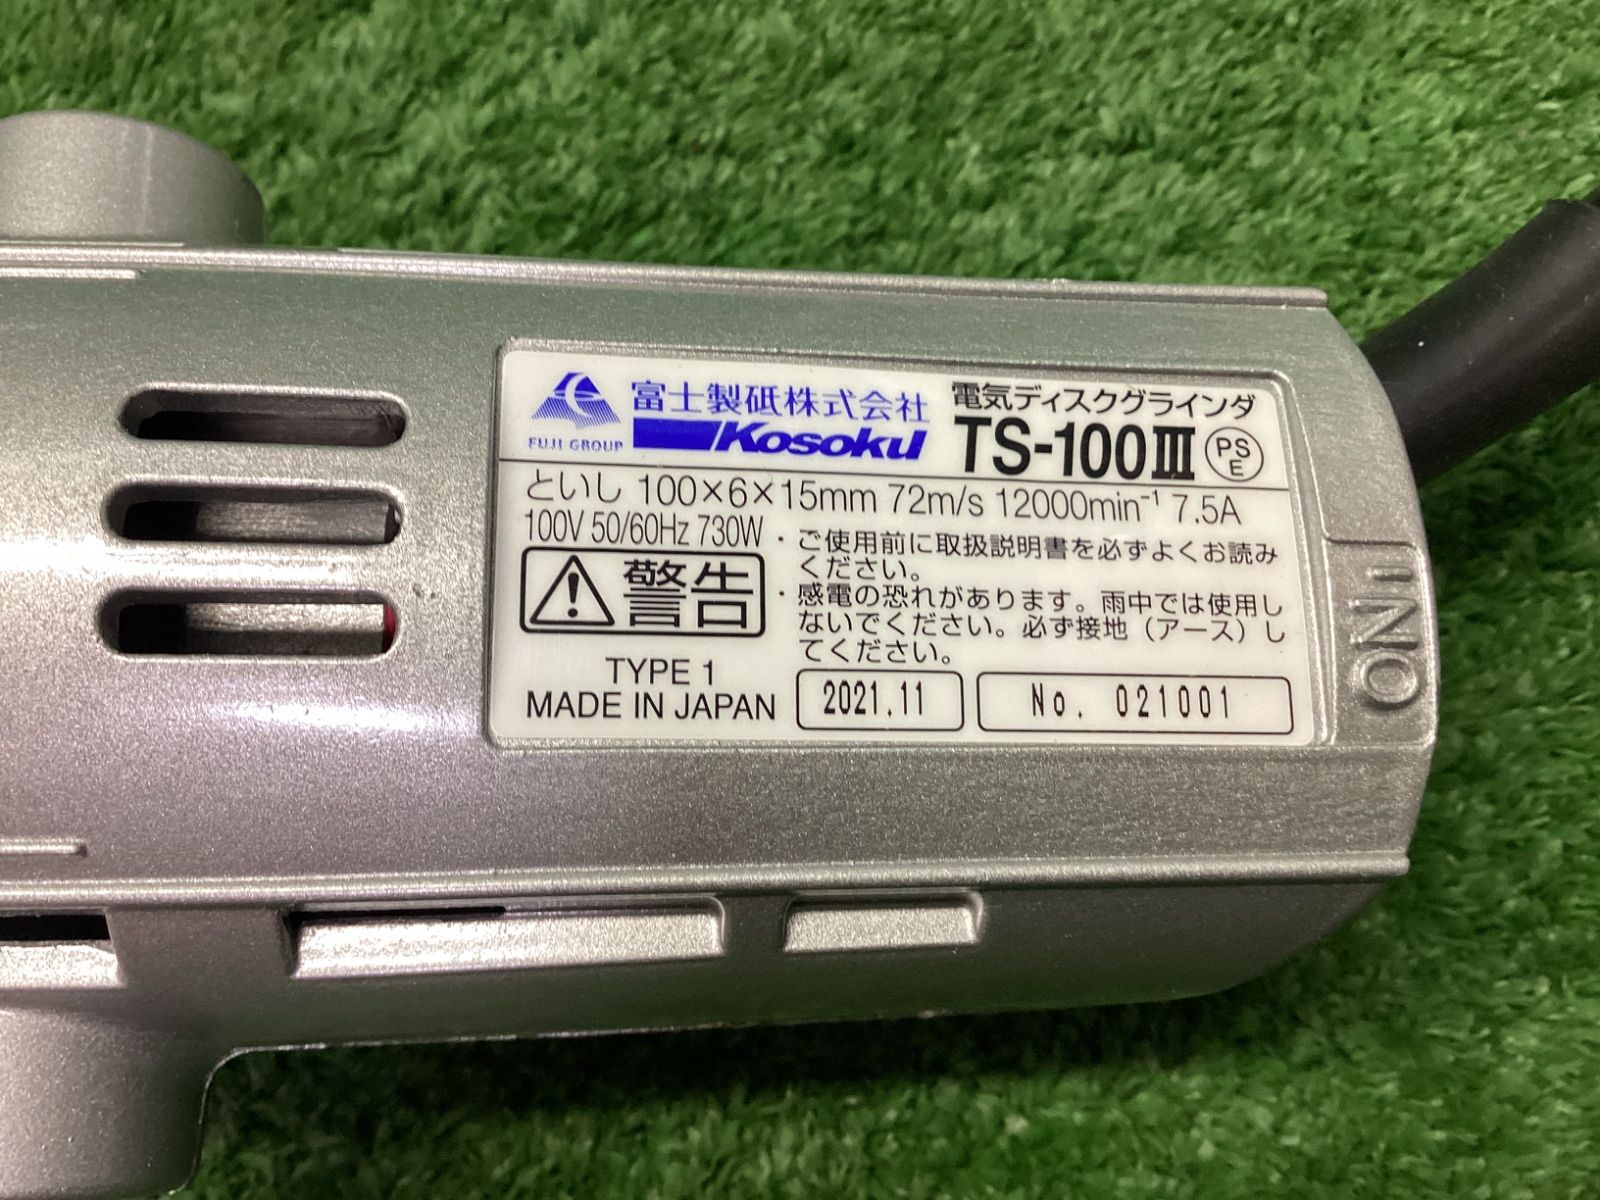 富士製砥株式会社
FUJI GROUP
Kosoku
電気ディスクグラインダ
TS-100Ⅲ
PS
E
といし 100×6×15mm 72m/s 12000min⁻¹ 7.5A
100V 50/60Hz 730W
・ご使用前に取扱説明書を必ずよくお読み
ください。
・感電の恐れがあります。雨中では使用し
ないでください。必ず接地（アース）し
てください。
警告
TYPE 1
MADE IN JAPAN
2021.11
No. 021001